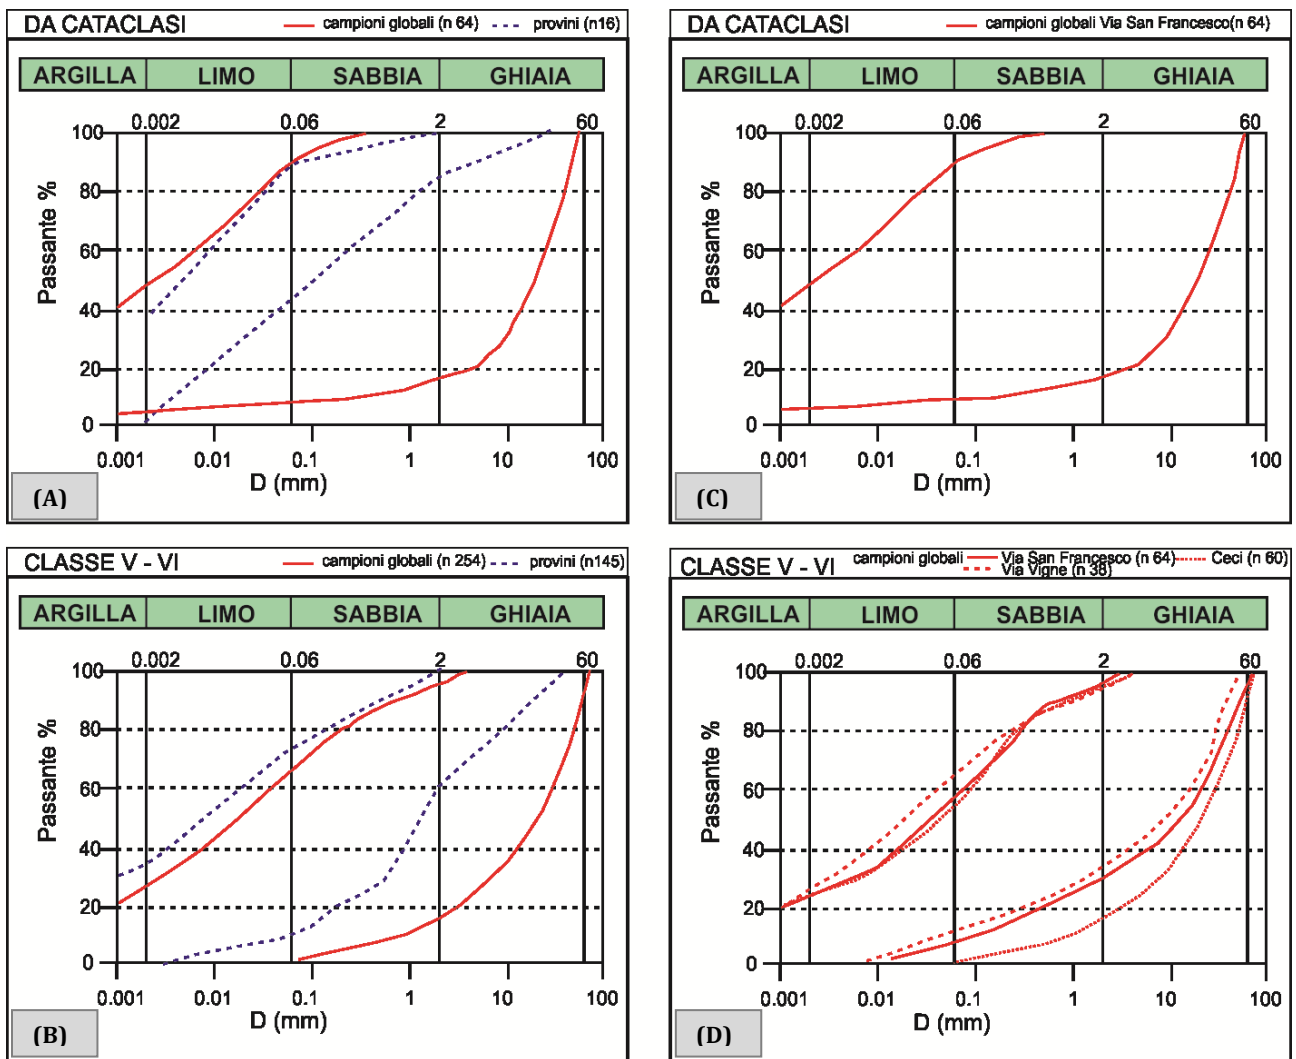 DA CATACLASI campioni globali (n 64) provini (n16)
ARGILLA LIMO SABBIA GHIAIA
0.002 0.06 2 60
100
80
60
40
20
0
Passante %
0.001 0.01 0.1 1 10 100
D (mm)
(A)
DA CATACLASI campioni globali Via San Francesco(n 64)
ARGILLA LIMO SABBIA GHIAIA
0.002 0.06 2 60
100
80
60
40
20
0
Passante %
0.001 0.01 0.1 1 10 100
D (mm)
(C)
CLASSE V - VI campioni globali (n 254) provini (n145)
ARGILLA LIMO SABBIA GHIAIA
0.002 0.06 2 60
100
80
60
40
20
0
Passante %
0.001 0.01 0.1 1 10 100
D (mm)
(B)
CLASSE V - VI campioni globali Via San Francesco (n 64) Ceci (n 60)
Via Vigne (n 38)
ARGILLA LIMO SABBIA GHIAIA
0.002 0.06 2 60
100
80
60
40
20
0
Passante %
0.001 0.01 0.1 1 10 100
D (mm)
(D)